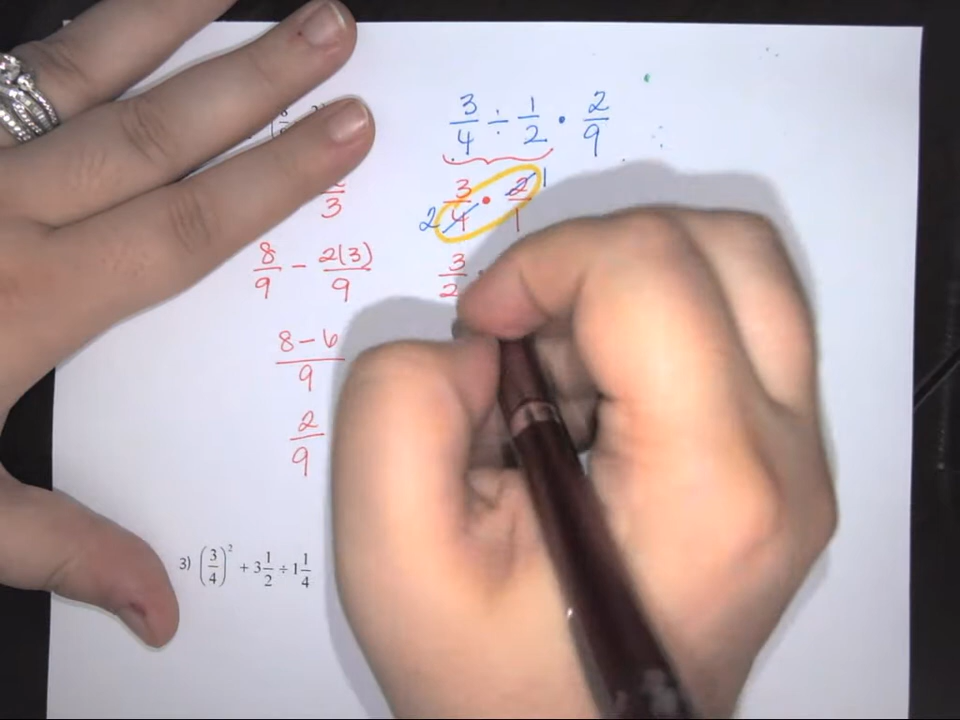 3/4 ÷ 1/2 · 2/9
3/4 · 2/1
2 1
3
8/9 - 2(3)/9
3/2
8-6/9
2/9
3) (3/4)² + 3 1/2 ÷ 1 1/4